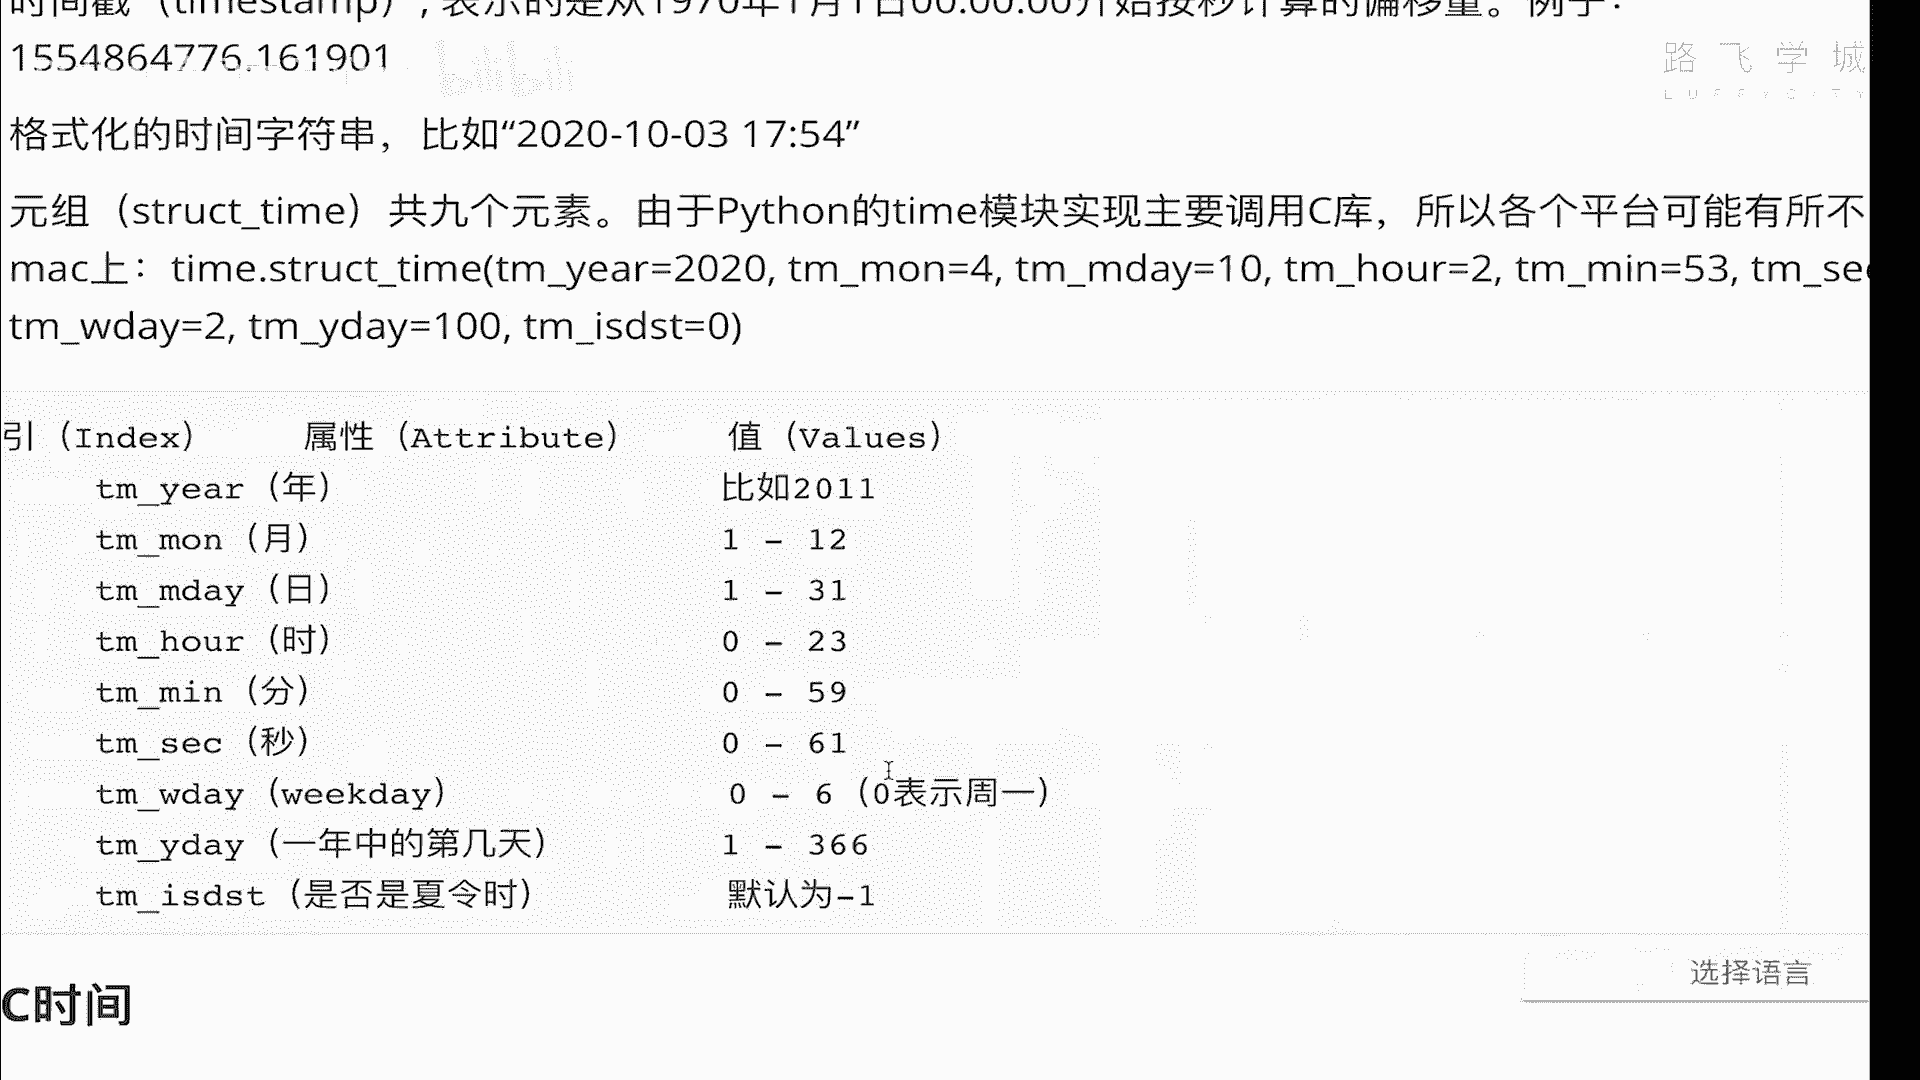 时间戳（timestamp）, 表示的是从1970年1月1日00:00:00开始按秒计算的偏移量。例子：
1554864776.161901
bilibili
路飞学城
LUFFYCITY
格式化的时间字符串，比如“2020-10-03 17:54”
元组（struct_time）共九个元素。由于Python的time模块实现主要调用C库，所以各个平台可能有所不
mac上：time.struct_time(tm_year=2020, tm_mon=4, tm_mday=10, tm_hour=2, tm_min=53,
tm_wday=2, tm_yday=100, tm_isdst=0)
引（Index） 属性（Attribute） 值（Values）
tm_year（年） 比如2011
tm_mon（月） 1 - 12
tm_mday（日） 1 - 31
tm_hour（时） 0 - 23
tm_min（分） 0 - 59
tm_sec（秒） 0 - 61
tm_wday（weekday） 0 - 6（0表示周一）
tm_yday（一年中的第几天） 1 - 366
tm_isdst（是否是夏令时） 默认为-1
选择语言
C时间